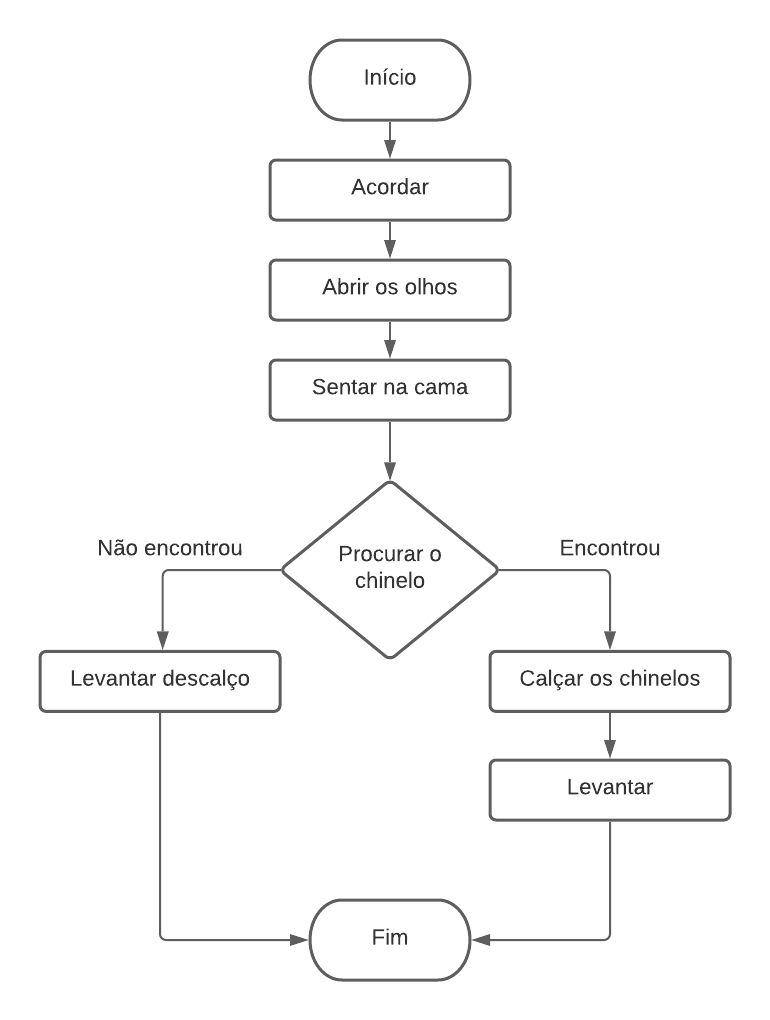 Início
Acordar
Abrir os olhos
Sentar na cama
Procurar o
chinelo
Não encontrou
Encontrou
Levantar descalço
Calçar os chinelos
Levantar
Fim